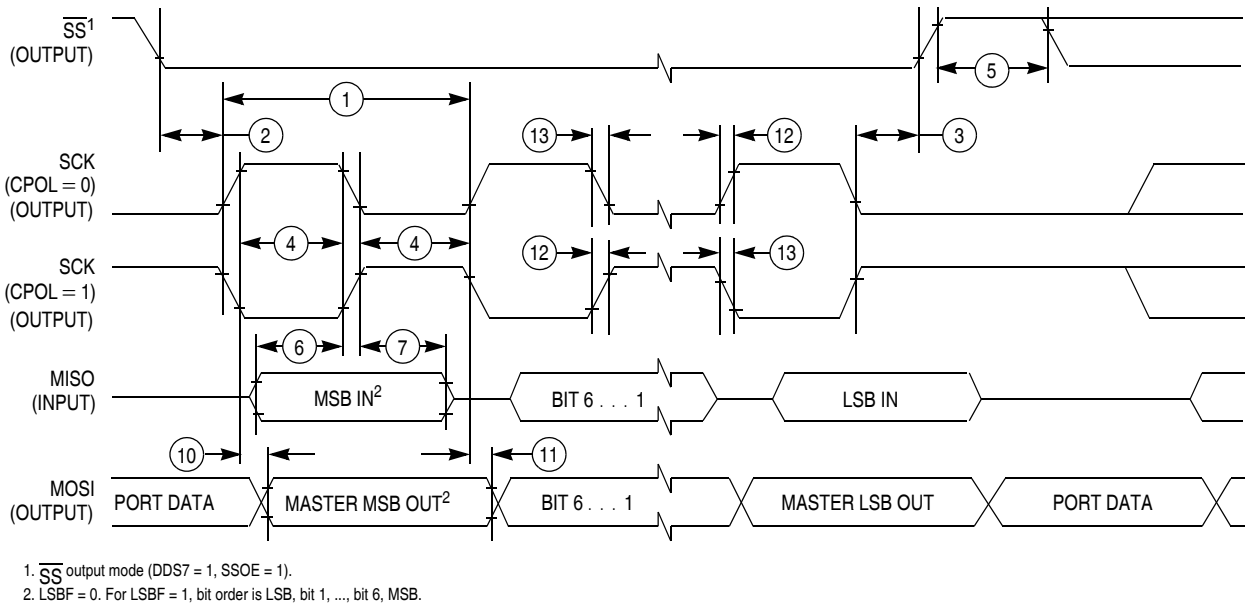 SS¹
(OUTPUT)
5
1
2
13
12
3
SCK
(CPOL = 0)
(OUTPUT)
4
4
12
13
SCK
(CPOL = 1)
(OUTPUT)
6
7
MISO
(INPUT)
MSB IN²
BIT 6 . . . 1
LSB IN
10
11
MOSI
(OUTPUT)
PORT DATA
MASTER MSB OUT²
BIT 6 . . . 1
MASTER LSB OUT
PORT DATA
1. SS output mode (DDS7 = 1, SSOE = 1).
2. LSBF = 0. For LSBF = 1, bit order is LSB, bit 1, ..., bit 6, MSB.